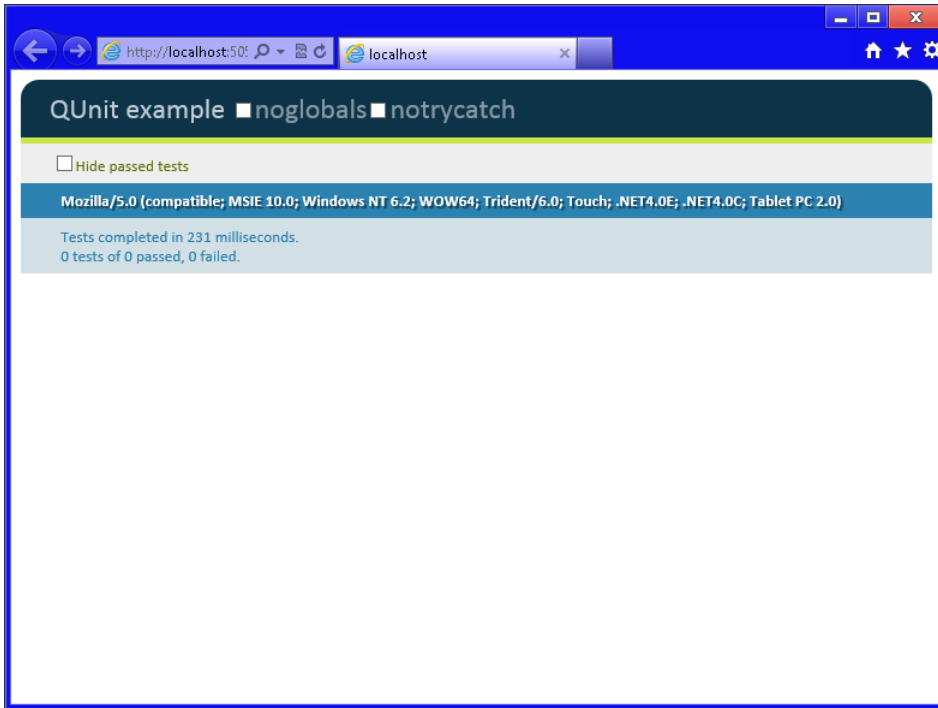 http://localhost:505
localhost
QUnit example noglobals notrycatch
Hide passed tests
Mozilla/5.0 (compatible; MSIE 10.0; Windows NT 6.2; WOW64; Trident/6.0; Touch; .NET4.0E; .NET4.0C; Tablet PC 2.0)
Tests completed in 231 milliseconds.
0 tests of 0 passed, 0 failed.